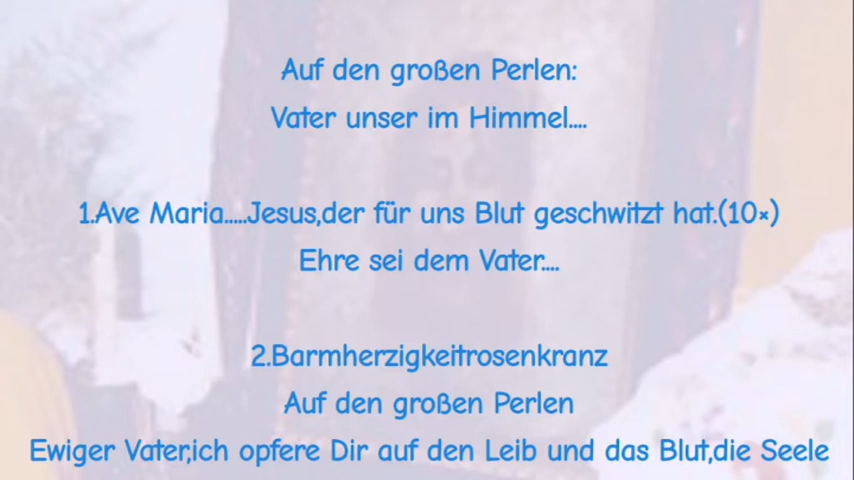 Auf den großen Perlen:
Vater unser im Himmel....
1.Ave Maria.....Jesus,der für uns Blut geschwitzt hat.(10×)
Ehre sei dem Vater....
2.Barmherzigkeitrosenkranz
Auf den großen Perlen
Ewiger Vater,ich opfere Dir auf den Leib und das Blut,die Seele